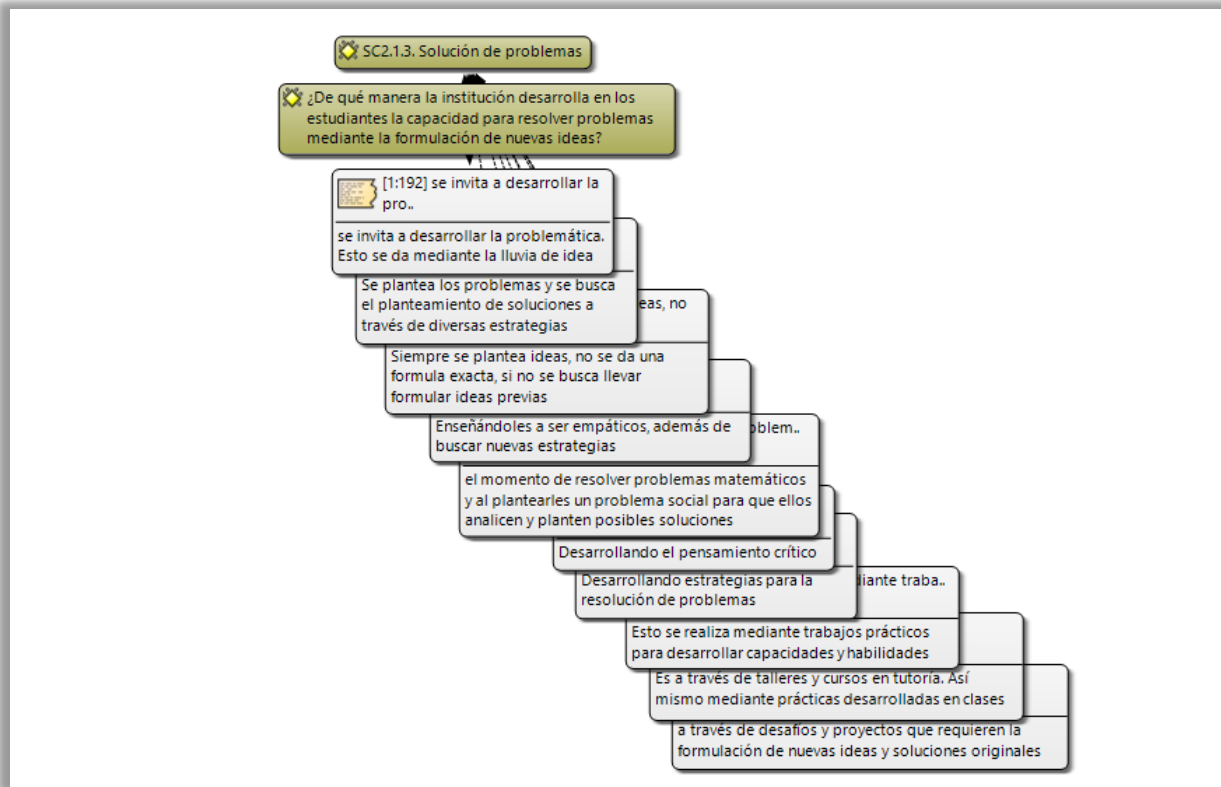 SC2.1.3. Solución de problemas
¿De qué manera la institución desarrolla en los
estudiantes la capacidad para resolver problemas
mediante la formulación de nuevas ideas?
[1:192] se invita a desarrollar la
pro..
se invita a desarrollar la problemática.
Esto se da mediante la lluvia de idea
Se plantea los problemas y se busca
el planteamiento de soluciones a
través de diversas estrategias
eas, no
Siempre se plantea ideas, no se da una
formula exacta, si no se busca llevar
formular ideas previas
Enseñándoles a ser empáticos, además de
buscar nuevas estrategias
oblem..
el momento de resolver problemas matemáticos
y al plantearles un problema social para que ellos
analicen y planten posibles soluciones
Desarrollando el pensamiento crítico
Desarrollando estrategias para la
resolución de problemas
diante traba..
Esto se realiza mediante trabajos prácticos
para desarrollar capacidades y habilidades
Es a través de talleres y cursos en tutoría. Así
mismo mediante prácticas desarrolladas en clases
a través de desafíos y proyectos que requieren la
formulación de nuevas ideas y soluciones originales